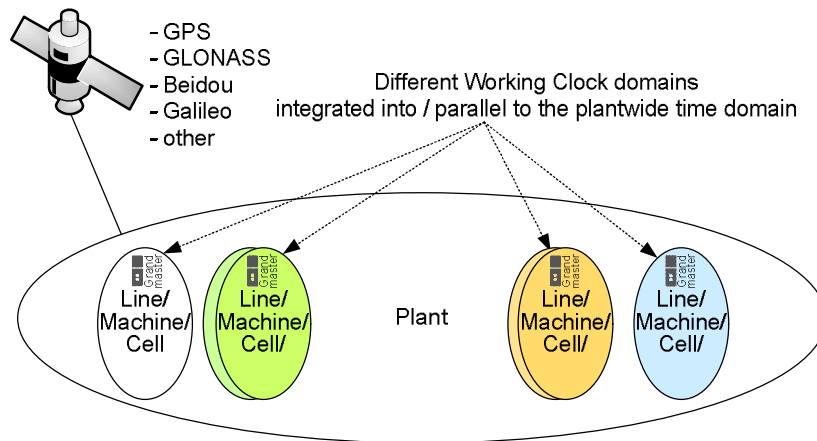 - GPS
- GLONASS
- Beidou
- Galileo
- other
Different Working Clock domains
integrated into / parallel to the plantwide time domain
Grand
master
Line/
Machine/
Cell
Grand
master
Line/
Machine/
Cell/
Plant
Grand
master
Line/
Machine/
Cell/
Grand
master
Line/
Machine/
Cell/